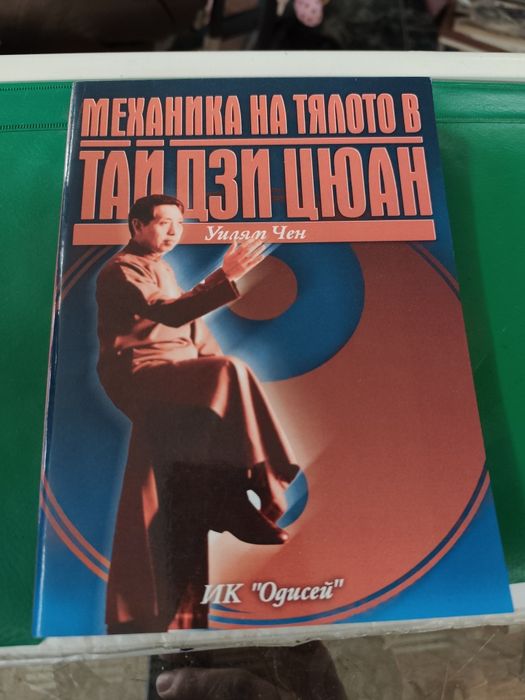 МЕХАНИКА НА ТЯЛОТО В
ТАЙ ДЗИ ЦЮАН
Уилям Чен
ИК "Одисей"